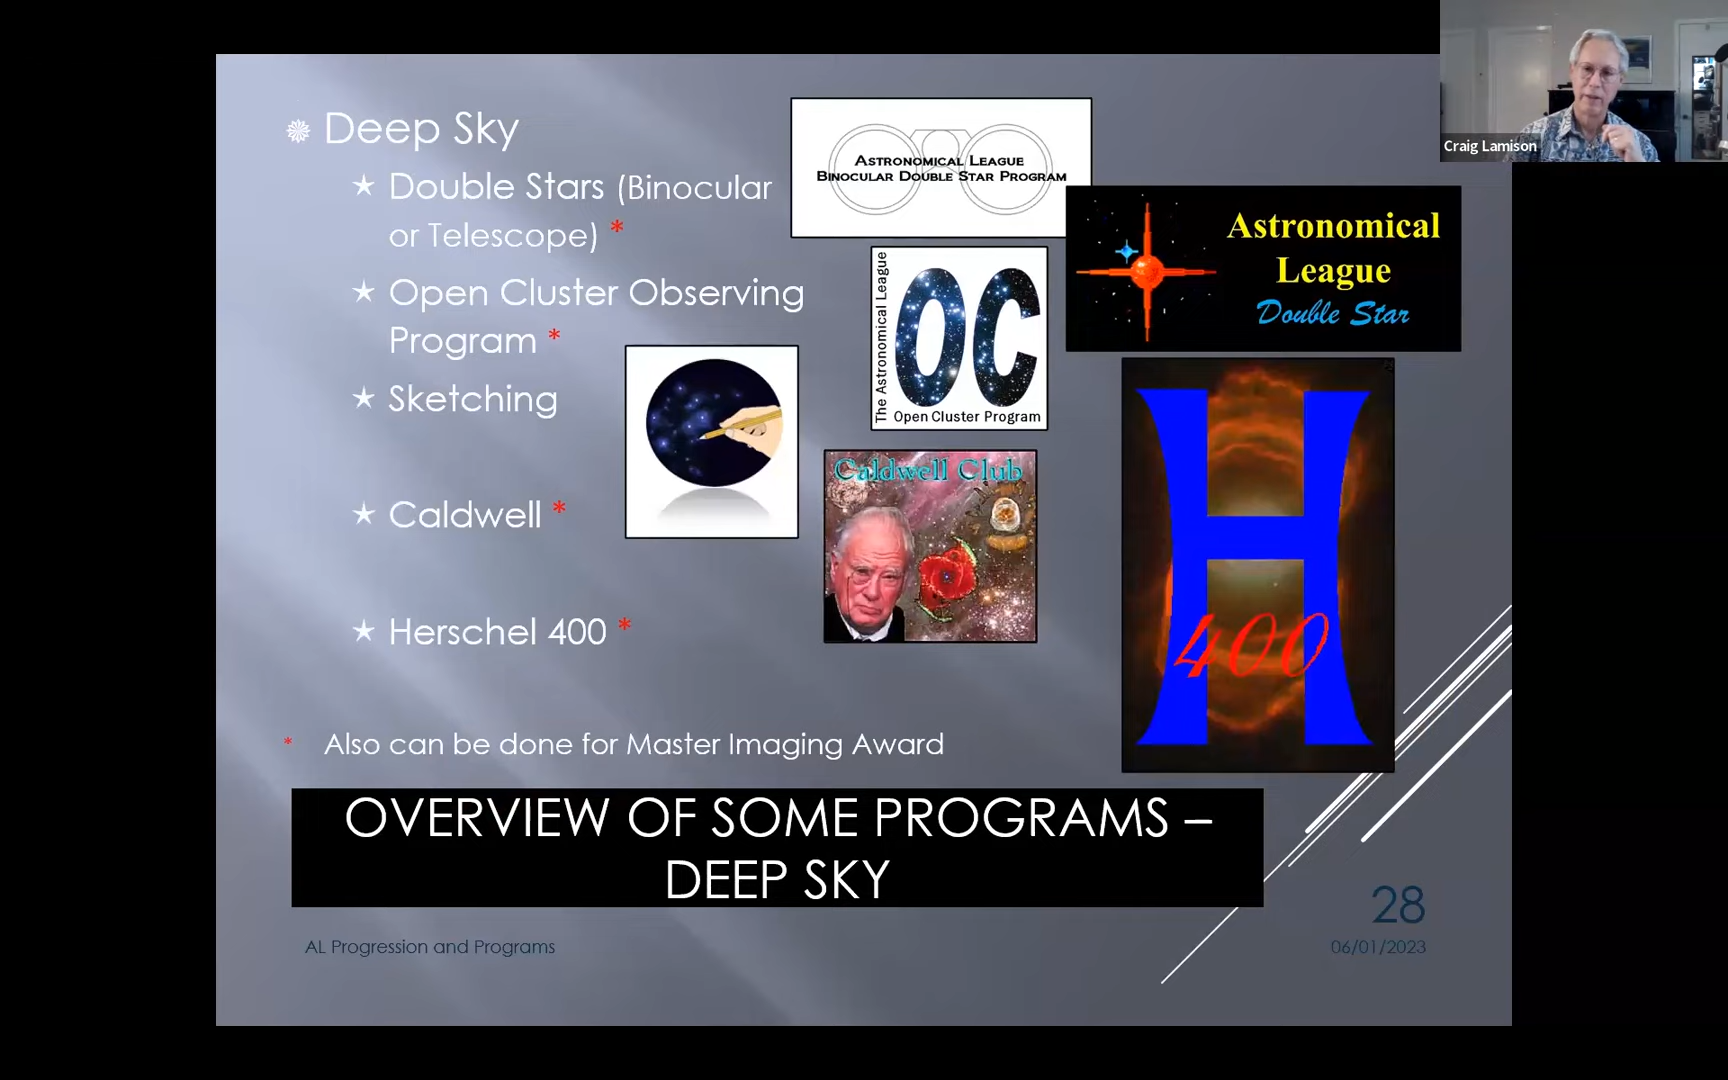 Craig Lamison
Deep Sky
Double Stars (Binocular
or Telescope) *
Open Cluster Observing
Program *
Sketching
Caldwell *
Herschel 400 *
* Also can be done for Master Imaging Award
ASTRONOMICAL LEAGUE
BINOCULAR DOUBLE STAR PROGRAM
Astronomical
League
Double Star
The Astronomical League
OC
Open Cluster Program
Caldwell Club
H
400
OVERVIEW OF SOME PROGRAMS –
DEEP SKY
28
AL Progression and Programs
06/01/2023